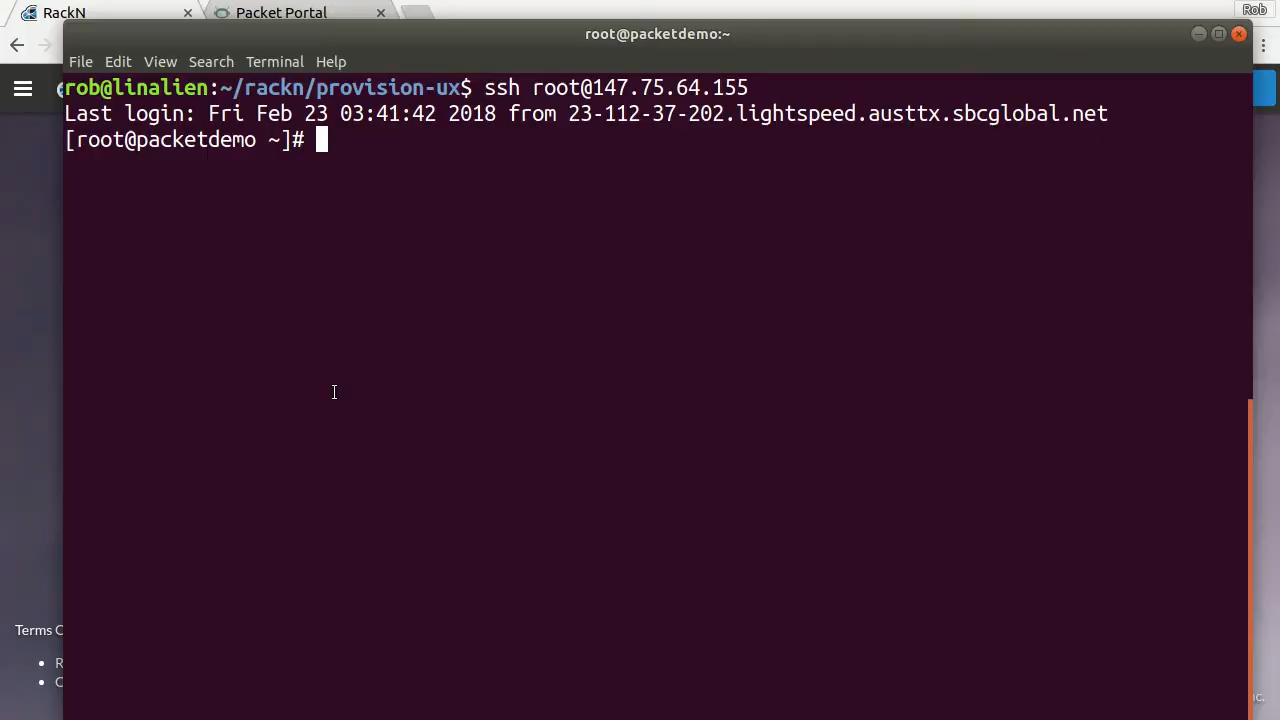 RackN
Packet Portal
Rob
root@packetdemo:~
File Edit View Search Terminal Help
rob@linalien:~/rackn/provision-ux$ ssh root@147.75.64.155
Last login: Fri Feb 23 03:41:42 2018 from 23-112-37-202.lightspeed.austtx.sbcglobal.net
[root@packetdemo ~]#
Terms